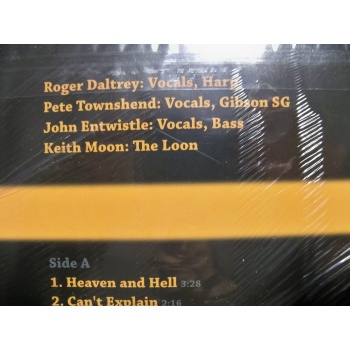 Roger Daltrey: Vocals, Harp
Pete Townshend: Vocals, Gibson SG
John Entwistle: Vocals, Bass
Keith Moon: The Loon
Side A
1. Heaven and Hell 3:28
2. Can't Explain 2:16